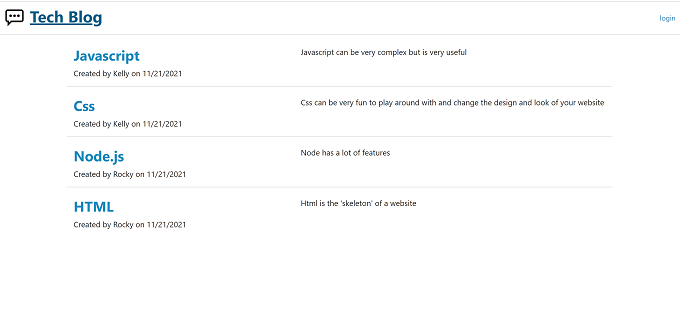 Tech Blog
login
Javascript
Javascript can be very complex but is very useful
Created by Kelly on 11/21/2021
Css
Css can be very fun to play around with and change the design and look of your website
Created by Kelly on 11/21/2021
Node.js
Node has a lot of features
Created by Rocky on 11/21/2021
HTML
Html is the 'skeleton' of a website
Created by Rocky on 11/21/2021